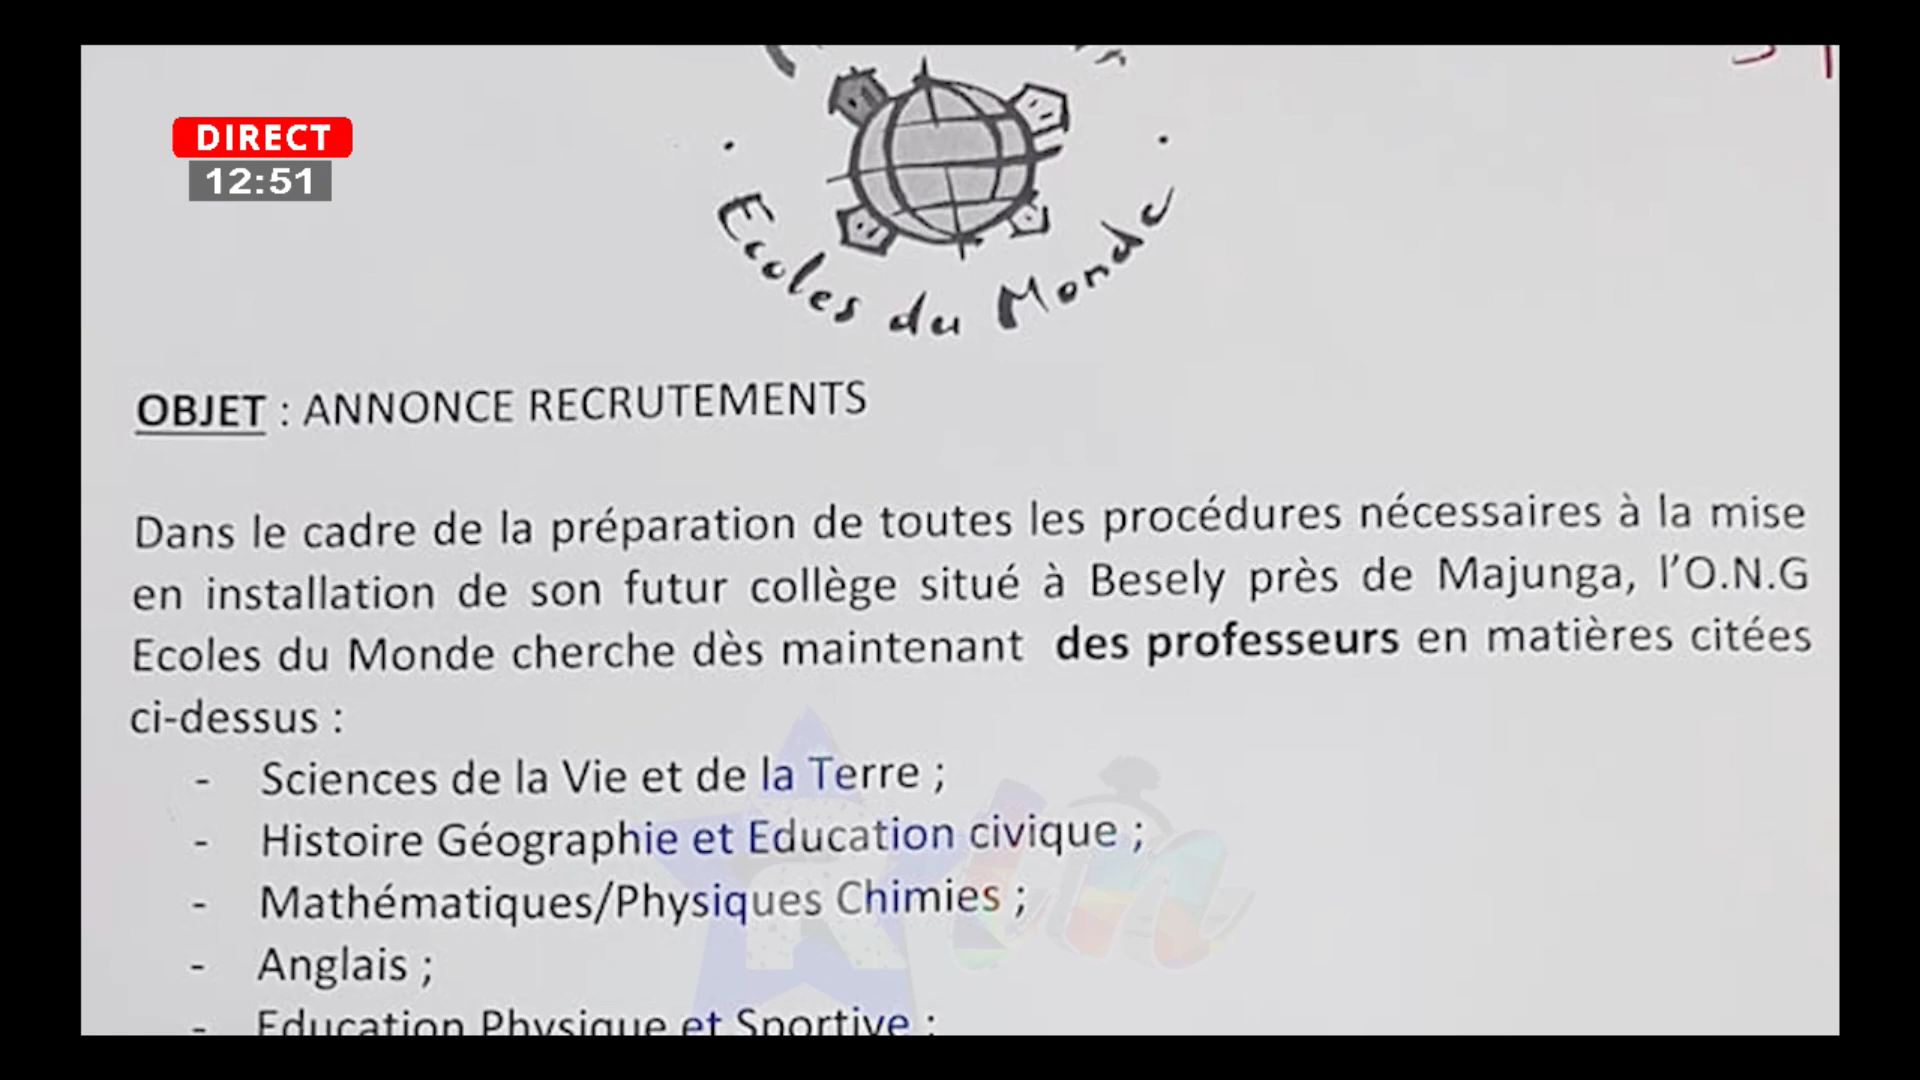 DIRECT
12:51
Ecoles du Monde
OBJET : ANNONCE RECRUTEMENTS
Dans le cadre de la préparation de toutes les procédures nécessaires à la mise
en installation de son futur collège situé à Besely près de Majunga, l'O.N.G
Ecoles du Monde cherche dès maintenant des professeurs en matières citées
ci-dessus :
- Sciences de la Vie et de la Terre ;
- Histoire Géographie et Education civique ;
- Mathématiques/Physiques Chimies ;
- Anglais ;
- Education Physique et Sportive ;